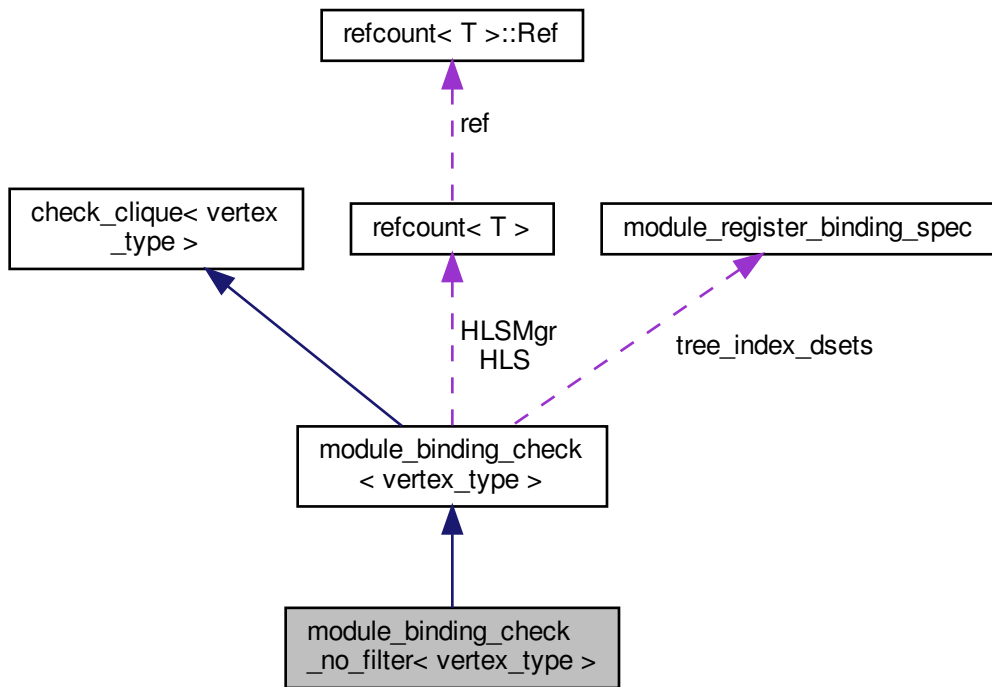 refcount< T >::Ref
ref
check_clique< vertex
_type >
refcount< T >
module_register_binding_spec
HLSMgr
HLS
tree_index_dsets
module_binding_check
< vertex_type >
module_binding_check
_no_filter< vertex_type >